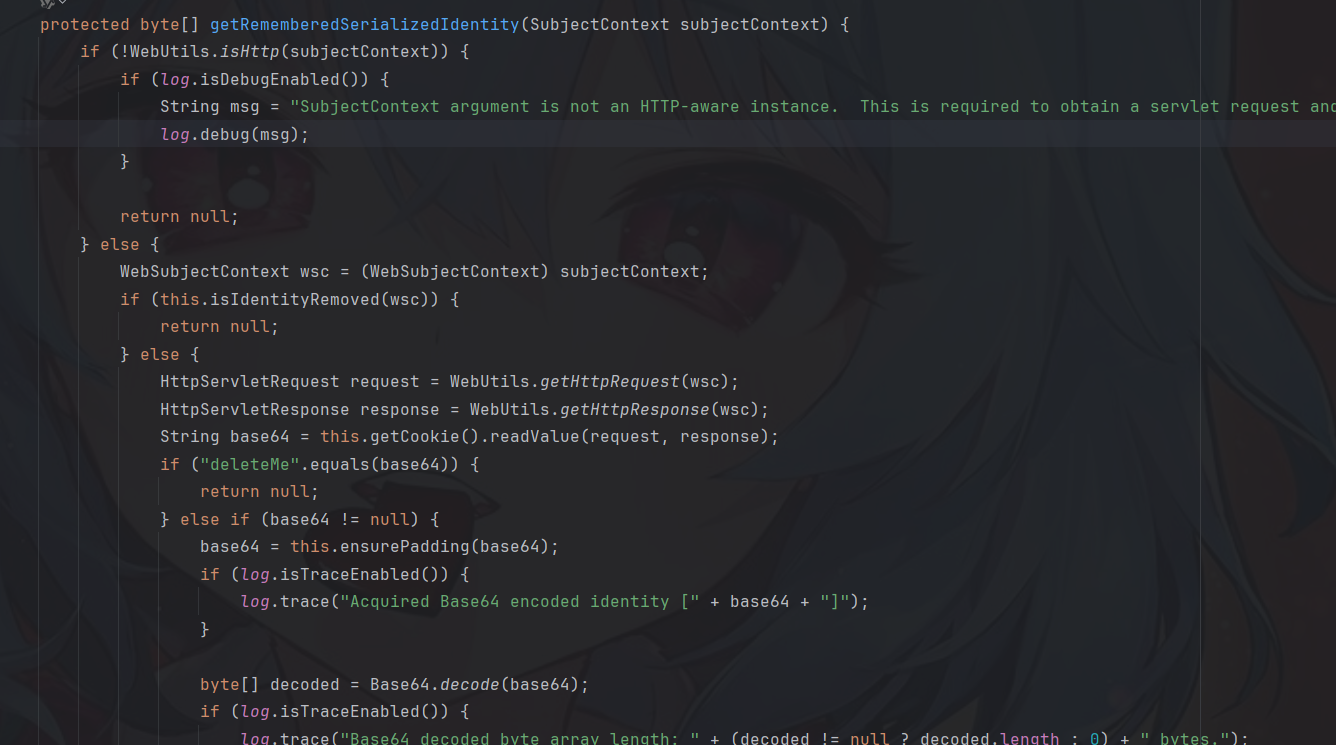 protected byte[] getRememberedSerializedIdentity(SubjectContext subjectContext) {
if (!WebUtils.isHttp(subjectContext)) {
if (log.isDebugEnabled()) {
String msg = "SubjectContext argument is not an HTTP-aware instance.  This is required to obtain a servlet request and
log.debug(msg);
}
return null;
} else {
WebSubjectContext wsc = (WebSubjectContext) subjectContext;
if (this.isIdentityRemoved(wsc)) {
return null;
} else {
HttpServletRequest request = WebUtils.getHttpRequest(wsc);
HttpServletResponse response = WebUtils.getHttpResponse(wsc);
String base64 = this.getCookie().readValue(request, response);
if ("deleteMe".equals(base64)) {
return null;
} else if (base64 != null) {
base64 = this.ensurePadding(base64);
if (log.isTraceEnabled()) {
log.trace("Acquired Base64 encoded identity [" + base64 + "]");
}
byte[] decoded = Base64.decode(base64);
if (log.isTraceEnabled()) {
log.trace("Base64 decoded byte array length: " + (decoded != null ? decoded.length : 0) + " bytes.");